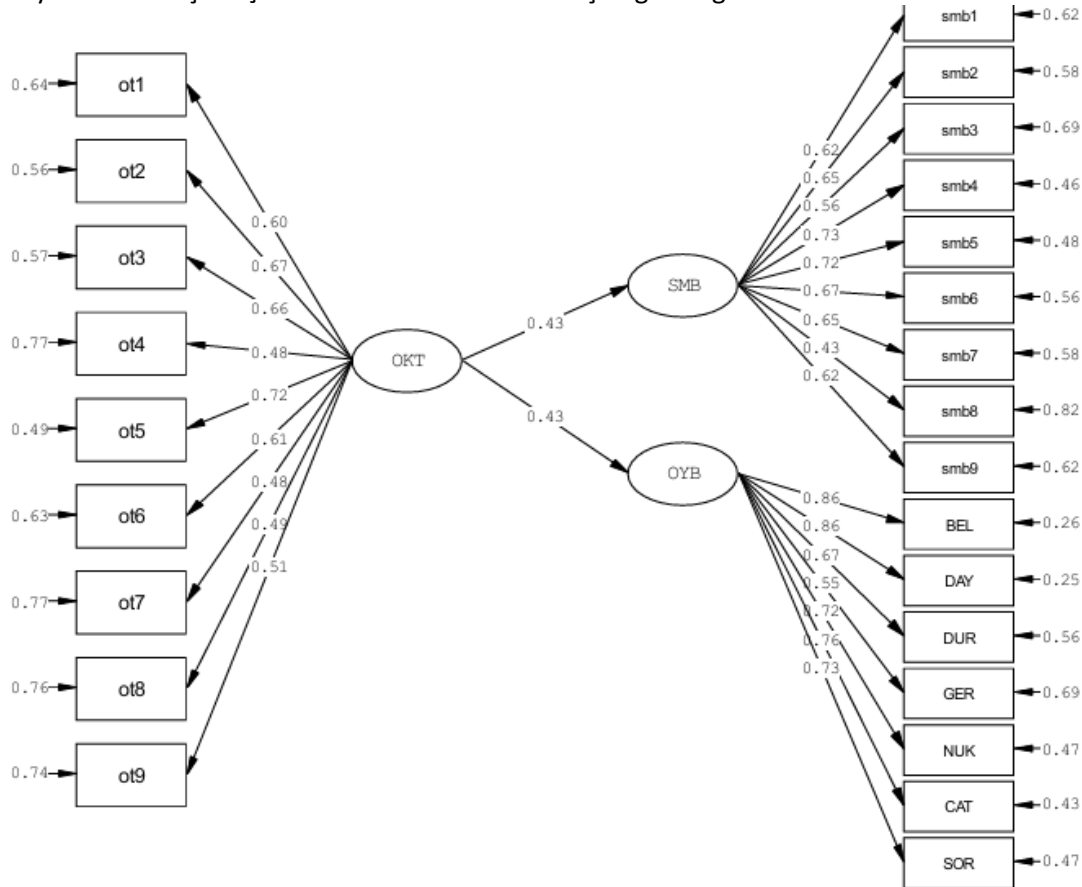 smb1
0.62
ot1
0.64
smb2
0.58
smb3
0.69
ot2
0.56
0.62
0.65
smb4
0.46
0.60
0.56
ot3
0.57
0.73
smb5
0.48
0.67
0.72
SMB
0.66
0.67
smb6
0.56
ot4
0.77
0.43
0.65
0.48
OKT
0.43
smb7
0.58
0.72
0.62
ot5
0.49
0.43
smb8
0.82
0.61
OYB
smb9
0.62
0.48
0.86
ot6
0.63
0.49
0.86
BEL
0.26
0.51
0.67
DAY
0.25
0.55
ot7
0.77
0.72
DUR
0.56
0.76
0.73
ot8
0.76
GER
0.69
NUK
0.47
ot9
0.74
CAT
0.43
SOR
0.47